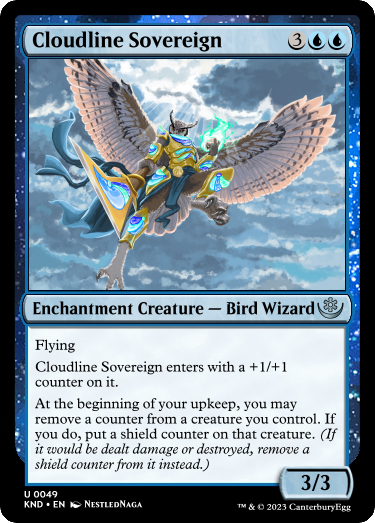 Cloudline Sovereign 3
Enchantment Creature — Bird Wizard
Flying
Cloudline Sovereign enters with a +1/+1
counter on it.
At the beginning of your upkeep, you may
remove a counter from a creature you control. If
you do, put a shield counter on that creature. (If
it would be dealt damage or destroyed, remove a
shield counter from it instead.)
3/3
U 0049
KND • EN NestledNaga
™ & © 2023 CanterburyEgg